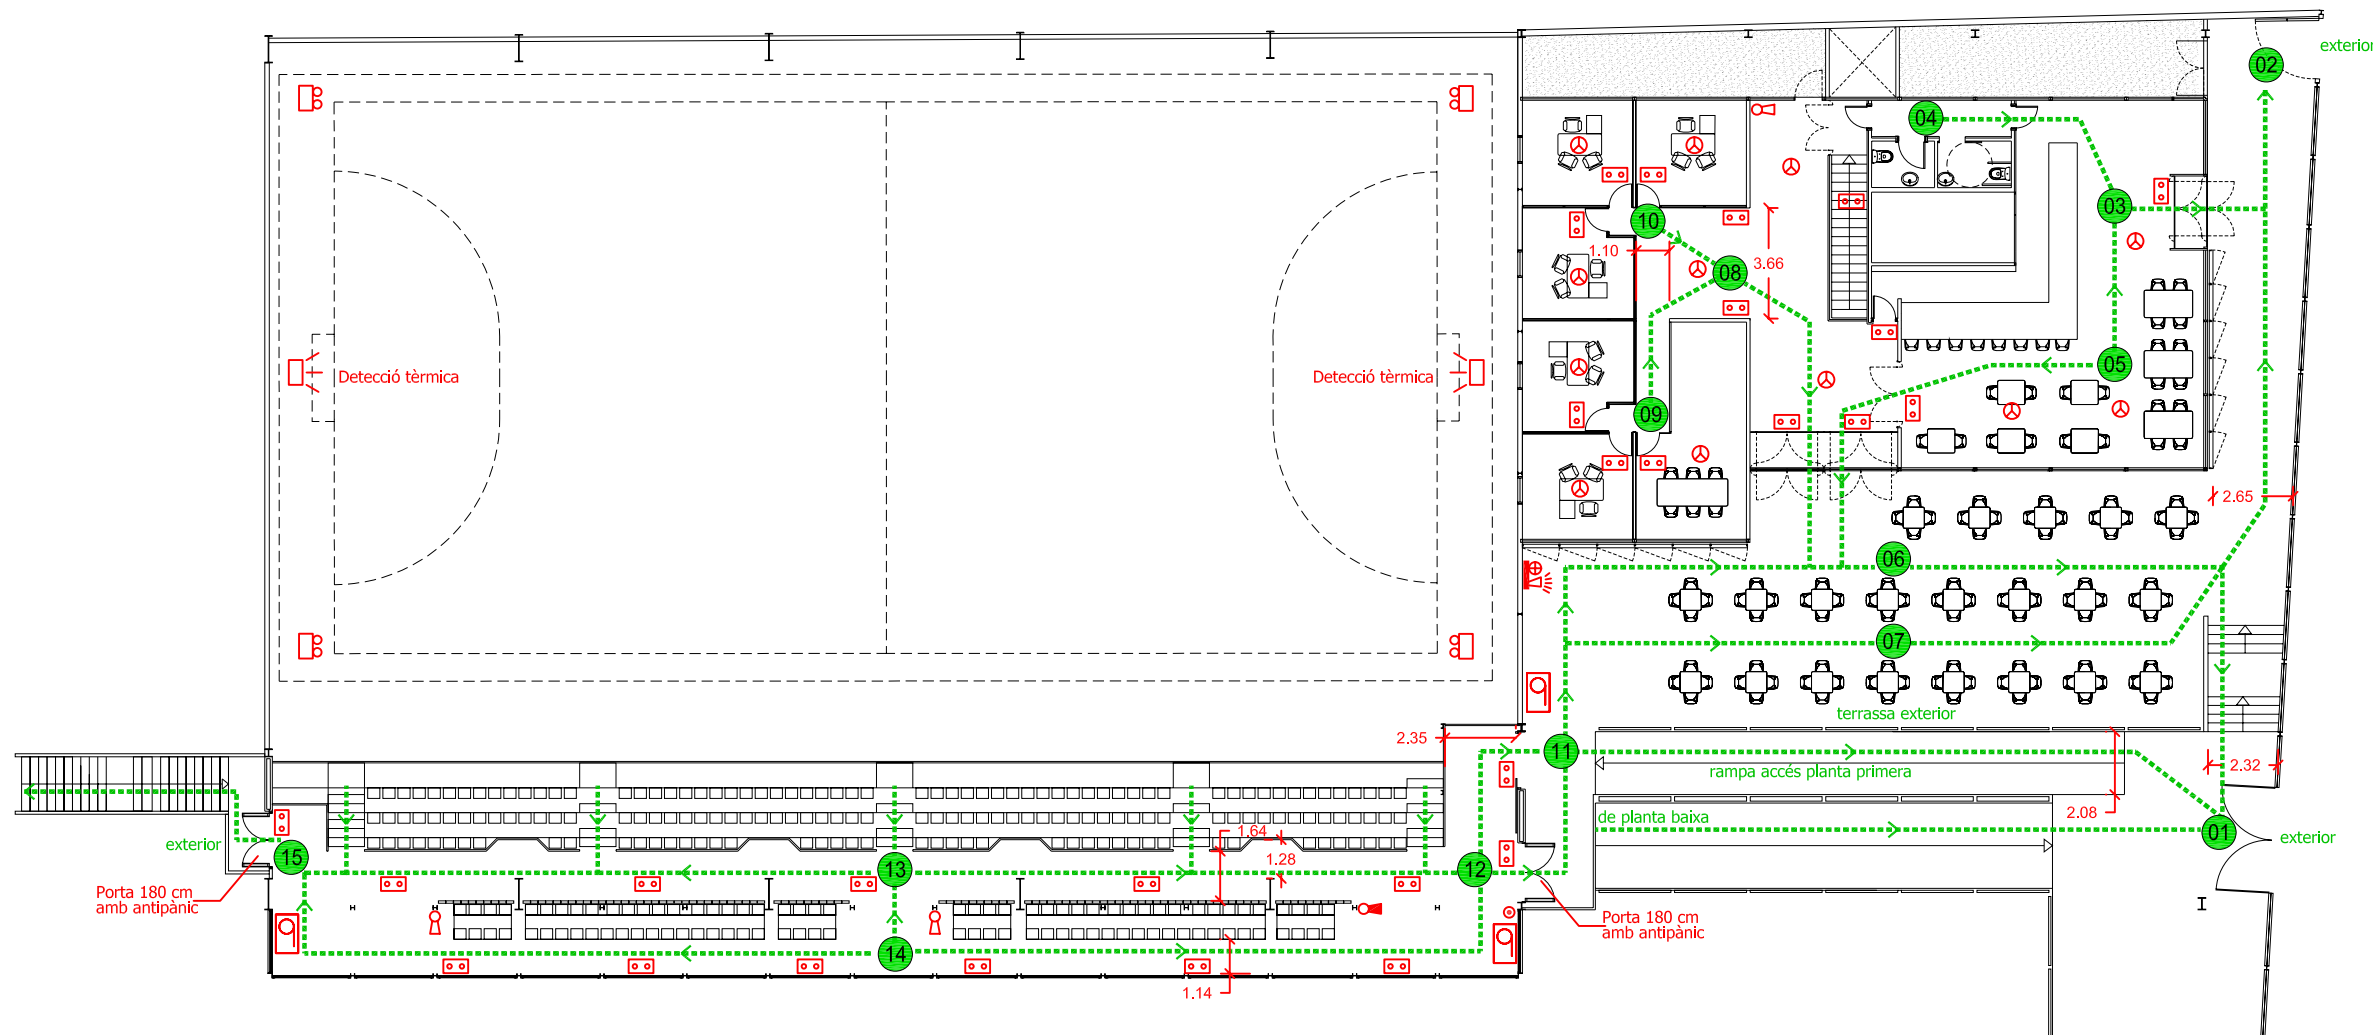 exterior
02
04
03
10
1.10
08
3.66
Detecció tèrmica
Detecció tèrmica
05
09
2.65
06
07
terrassa exterior
2.35
11
rampa accés planta primera
2.32
2.08
de planta baixa
01
exterior
exterior
15
1.64
1.28
13
12
Porta 180 cm
amb antipànic
Porta 180 cm
amb antipànic
14
1.14